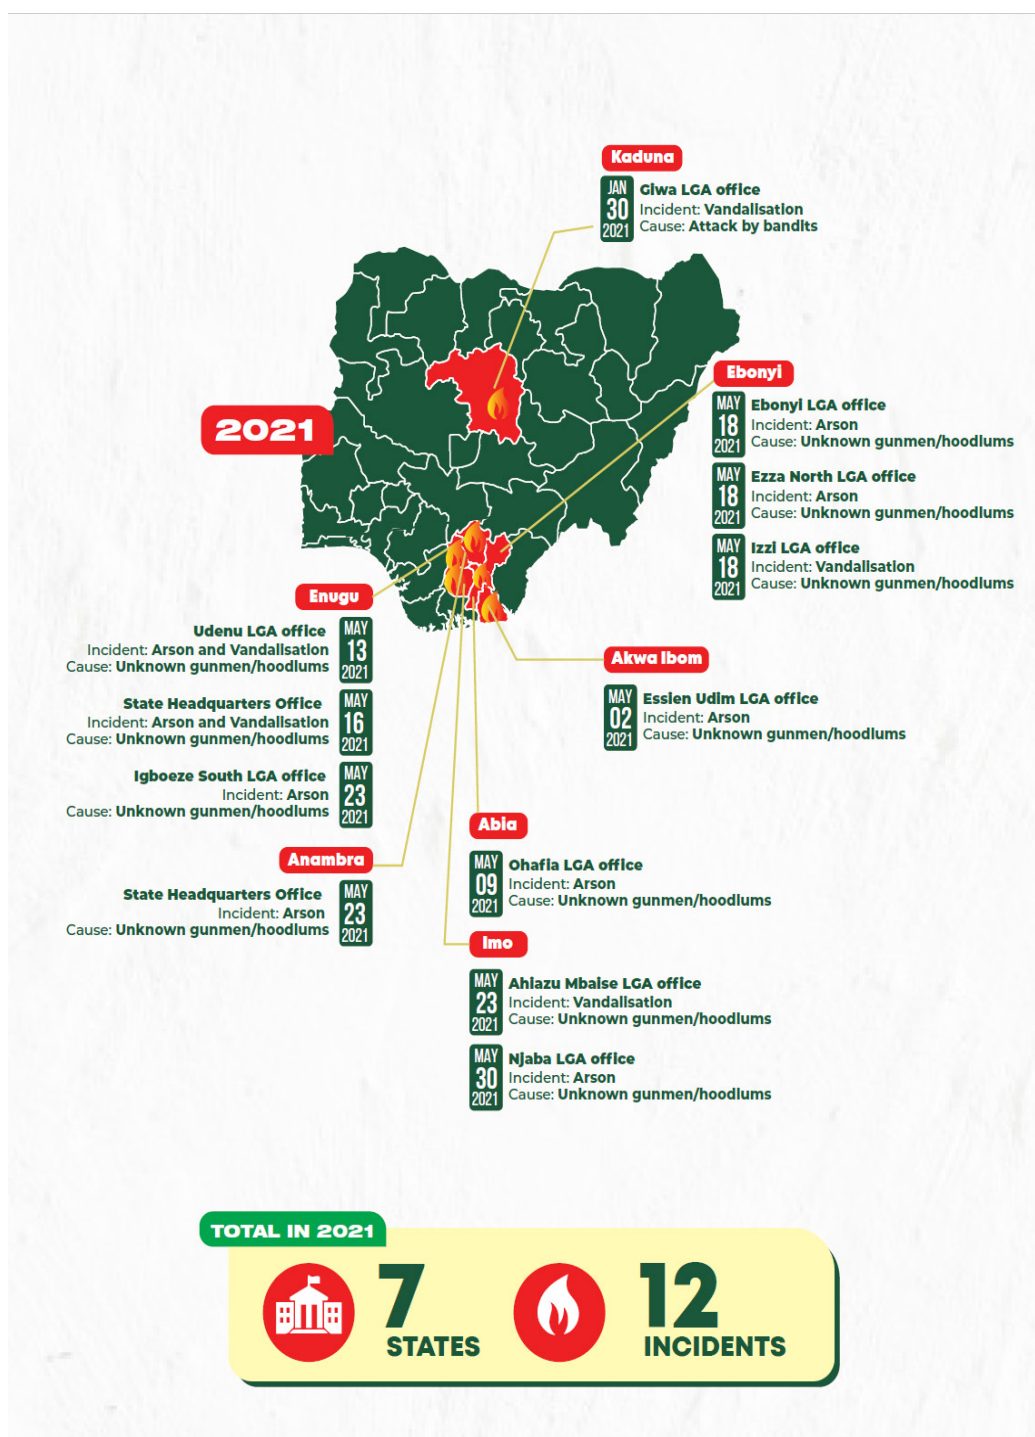 Kaduna
JAN
30
2021
Giwa LGA office
Incident: Vandalisation
Cause: Attack by bandits
2021
Ebonyi
MAY
18
2021
Ebonyi LGA office
Incident: Arson
Cause: Unknown gunmen/hoodlums
MAY
18
2021
Ezza North LGA office
Incident: Arson
Cause: Unknown gunmen/hoodlums
MAY
18
2021
Izzi LGA office
Incident: Vandalisation
Cause: Unknown gunmen/hoodlums
Enugu
Udenu LGA office
Incident: Arson and Vandalisation
Cause: Unknown gunmen/hoodlums
MAY
13
2021
State Headquarters Office
Incident: Arson and Vandalisation
Cause: Unknown gunmen/hoodlums
MAY
16
2021
Igboeze South LGA office
Incident: Arson
Cause: Unknown gunmen/hoodlums
MAY
23
2021
Akwa Ibom
MAY
02
2021
Essien Udim LGA office
Incident: Arson
Cause: Unknown gunmen/hoodlums
Anambra
State Headquarters Office
Incident: Arson
Cause: Unknown gunmen/hoodlums
MAY
23
2021
Abia
MAY
09
2021
Ohafia LGA office
Incident: Arson
Cause: Unknown gunmen/hoodlums
Imo
MAY
23
2021
Ahiazu Mbaise LGA office
Incident: Vandalisation
Cause: Unknown gunmen/hoodlums
MAY
30
2021
Njaba LGA office
Incident: Arson
Cause: Unknown gunmen/hoodlums
TOTAL IN 2021
7
STATES
12
INCIDENTS